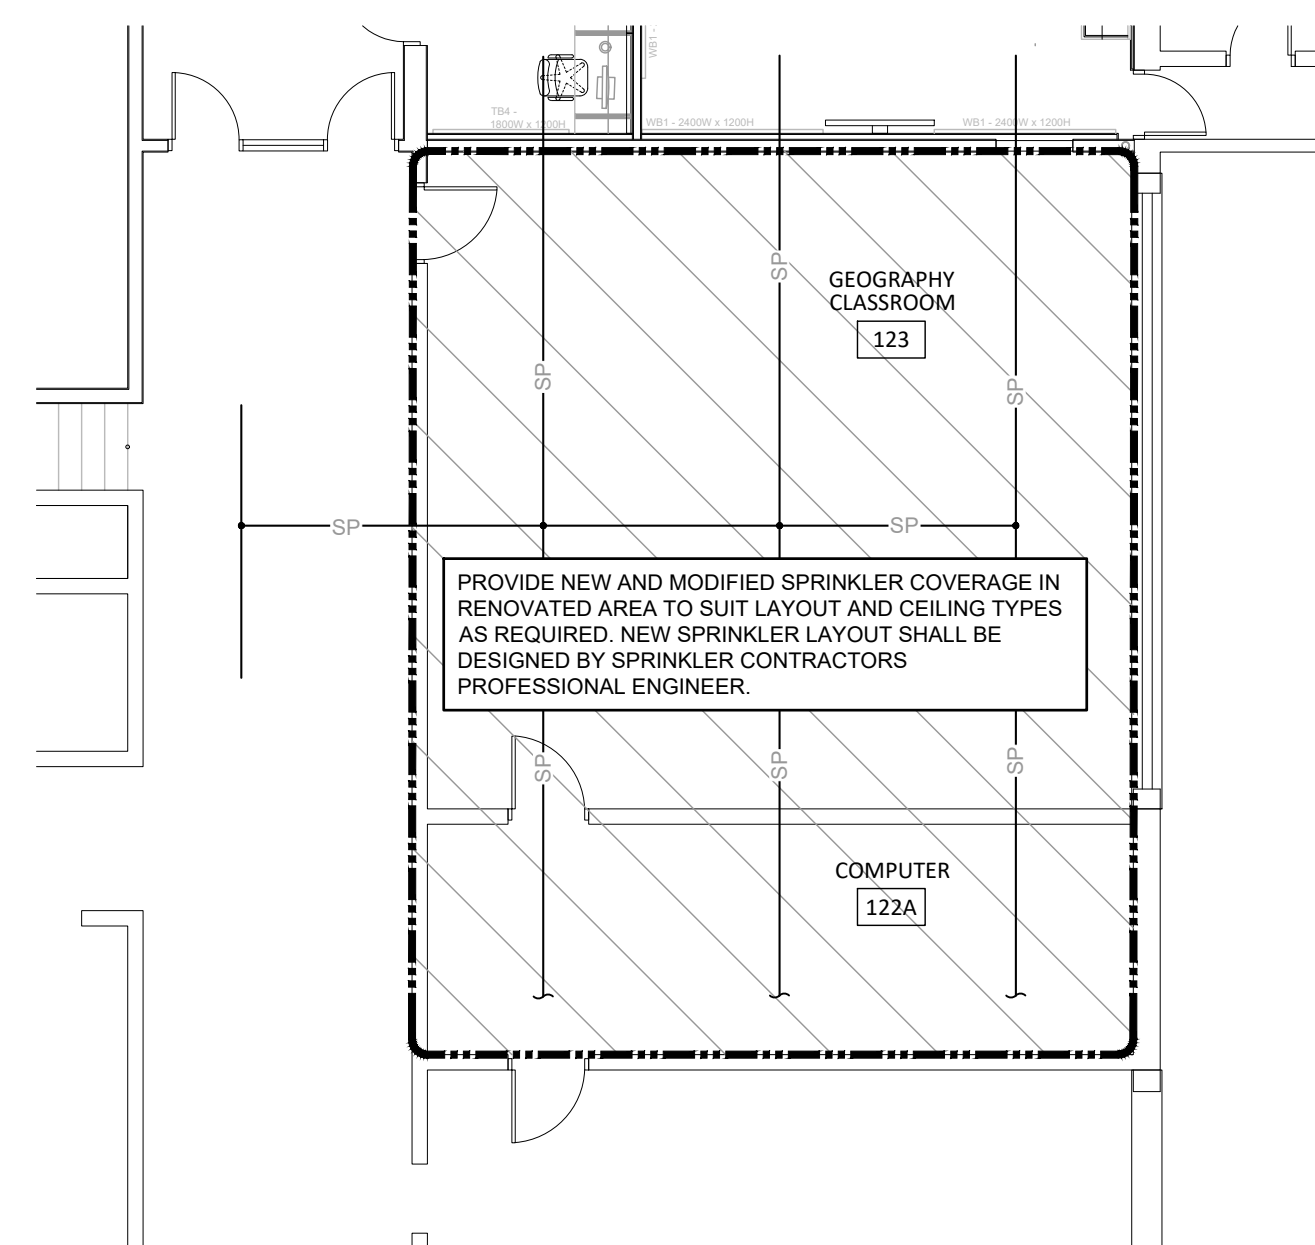 WB1 -
TB4 -
1800W x 1200H
WB1 - 2400W x 1200H
WB1 - 2400W x 1200H
SP
GEOGRAPHY
CLASSROOM
123
SP
SP
SP
SP
PROVIDE NEW AND MODIFIED SPRINKLER COVERAGE IN
RENOVATED AREA TO SUIT LAYOUT AND CEILING TYPES
AS REQUIRED. NEW SPRINKLER LAYOUT SHALL BE
DESIGNED BY SPRINKLER CONTRACTORS
PROFESSIONAL ENGINEER.
SP
SP
SP
COMPUTER
122A